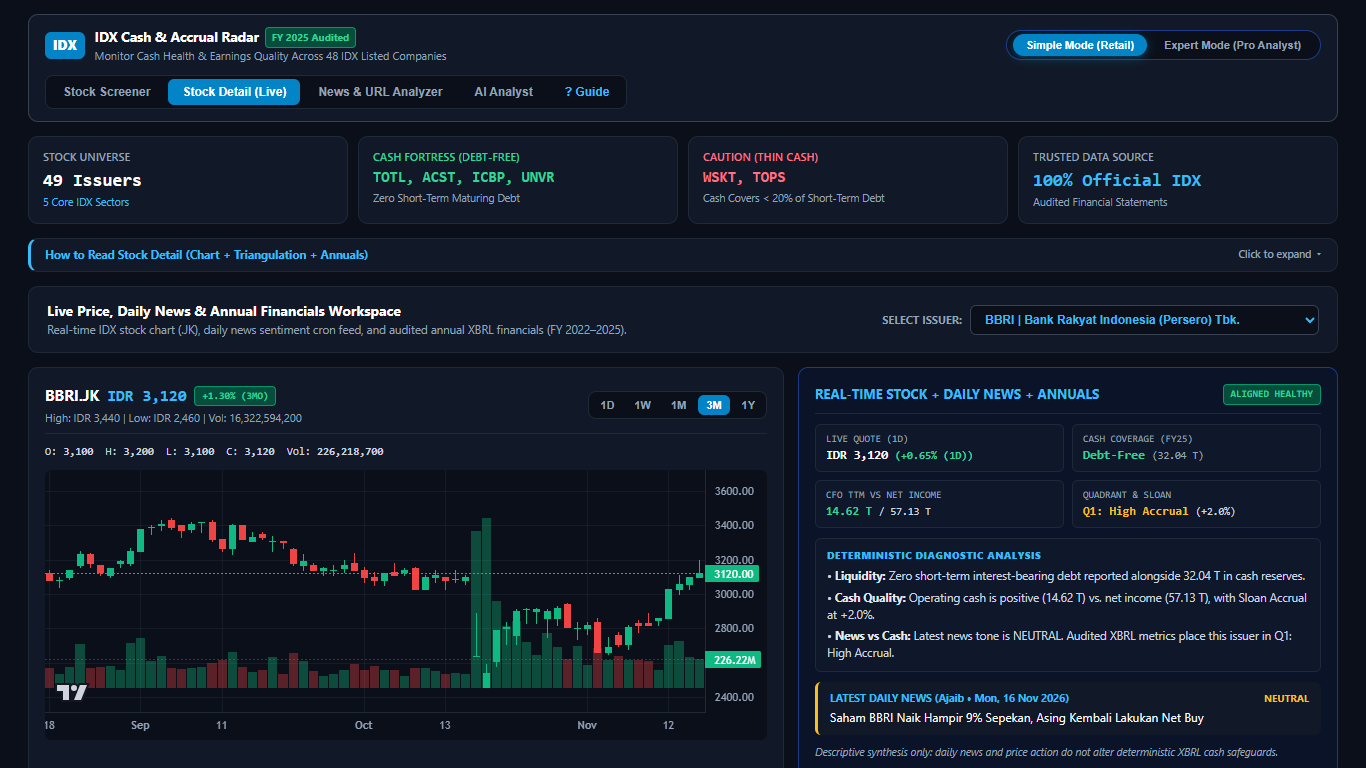 IDX
IDX Cash & Accrual Radar
FY 2025 Audited
Monitor Cash Health & Earnings Quality Across 48 IDX Listed Companies
Simple Mode (Retail)
Expert Mode (Pro Analyst)
Stock Screener
Stock Detail (Live)
News & URL Analyzer
AI Analyst
? Guide
STOCK UNIVERSE
49 Issuers
5 Core IDX Sectors
CASH FORTRESS (DEBT-FREE)
TOTL, ACST, ICBP, UNVR
Zero Short-Term Maturing Debt
CAUTION (THIN CASH)
WSKT, TOPS
Cash Covers < 20% of Short-Term Debt
TRUSTED DATA SOURCE
100% Official IDX
Audited Financial Statements
How to Read Stock Detail (Chart + Triangulation + Annuals)
Click to expand
Live Price, Daily News & Annual Financials Workspace
Real-time IDX stock chart (JK), daily news sentiment cron feed, and audited annual XBRL financials (FY 2022–2025).
SELECT ISSUER:
BBRI | Bank Rakyat Indonesia (Persero) Tbk.
BBRI.JK IDR 3,120
+1.30% (3MO)
High: IDR 3,440 | Low: IDR 2,460 | Vol: 16,322,594,200
1D
1W
1M
3M
1Y
O: 3,100 H: 3,200 L: 3,100 C: 3,120 Vol: 226,218,700
3600.00
3400.00
3200.00
3120.00
3000.00
2800.00
226.22M
2400.00
18
Sep
11
Oct
13
Nov
12
REAL-TIME STOCK + DAILY NEWS + ANNUALS
ALIGNED HEALTHY
LIVE QUOTE (1D)
IDR 3,120 (+0.65% (1D))
CASH COVERAGE (FY25)
Debt-Free (32.04 T)
CFO TTM VS NET INCOME
14.62 T / 57.13 T
QUADRANT & SLOAN
Q1: High Accrual (+2.0%)
DETERMINISTIC DIAGNOSTIC ANALYSIS
• Liquidity: Zero short-term interest-bearing debt reported alongside 32.04 T in cash reserves.
• Cash Quality: Operating cash is positive (14.62 T) vs. net income (57.13 T), with Sloan Accrual
at +2.0%.
• News vs Cash: Latest news tone is NEUTRAL. Audited XBRL metrics place this issuer in Q1:
High Accrual.
LATEST DAILY NEWS (Ajaib • Mon, 16 Nov 2026)
NEUTRAL
Saham BBRI Naik Hampir 9% Sepekan, Asing Kembali Lakukan Net Buy
Descriptive synthesis only: daily news and price action do not alter deterministic XBRL cash safeguards.